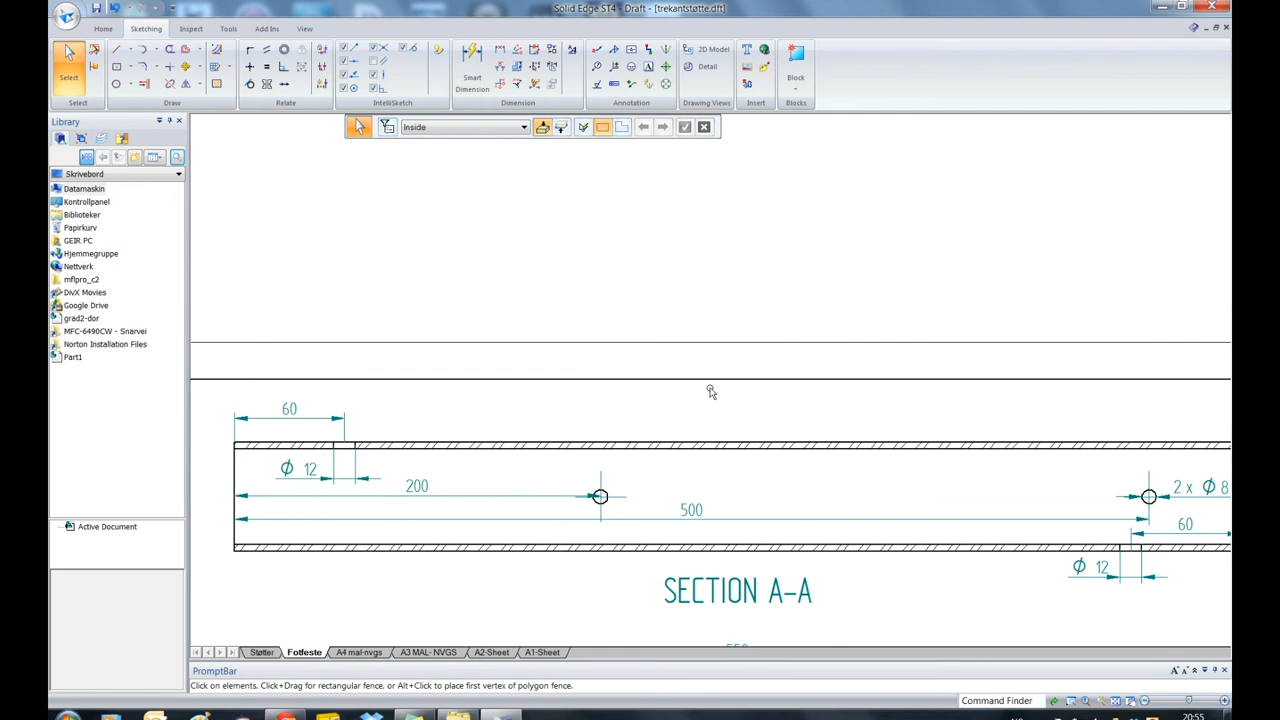 Solid Edge ST4 - Draft - [trekantstøtte.dft]
Home Sketching Inspect Tools Add Ins View
Select
Smart Dimension
2D Model
Detail
Block
Select Draw Relate IntelliSketch Dimension Annotation Drawing Views Insert Blocks
Library
Inside
Skrivebord
Datamaskin
Kontrollpanel
Biblioteker
Papirkurv
GEIR PC
Hjemmegruppe
Nettverk
mflpro_c2
DivX Movies
Google Drive
grad2-dor
MFC-6490CW - Snarvei
Norton Installation Files
Part1
Active Document
60
Ø 12
200
500
2 x Ø 8
60
Ø 12
SECTION A-A
Støtter Fotfeste A4 mal-nvgs A3 MAL- NVGS A2-Sheet A1-Sheet
PromptBar
Click on elements. Click+Drag for rectangular fence. or Alt+Click to place first vertex of polygon fence.
Command Finder
20:55